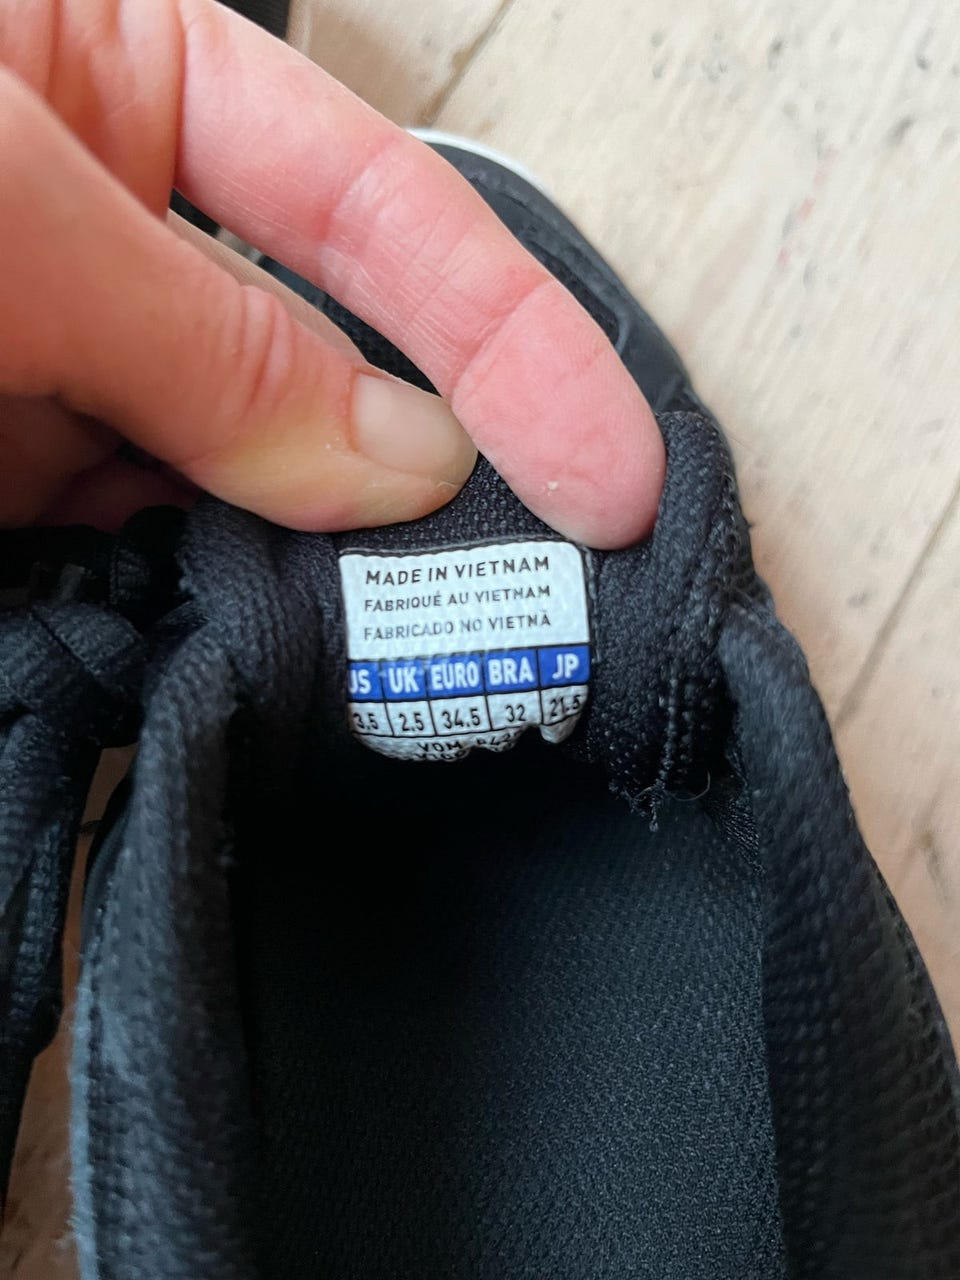 MADE IN VIETNAM
FABRIQUÉ AU VIETNAM
FABRICADO NO VIETNÃ
US UK EURO BRA JP
3.5 2.5 34.5 32 21.5